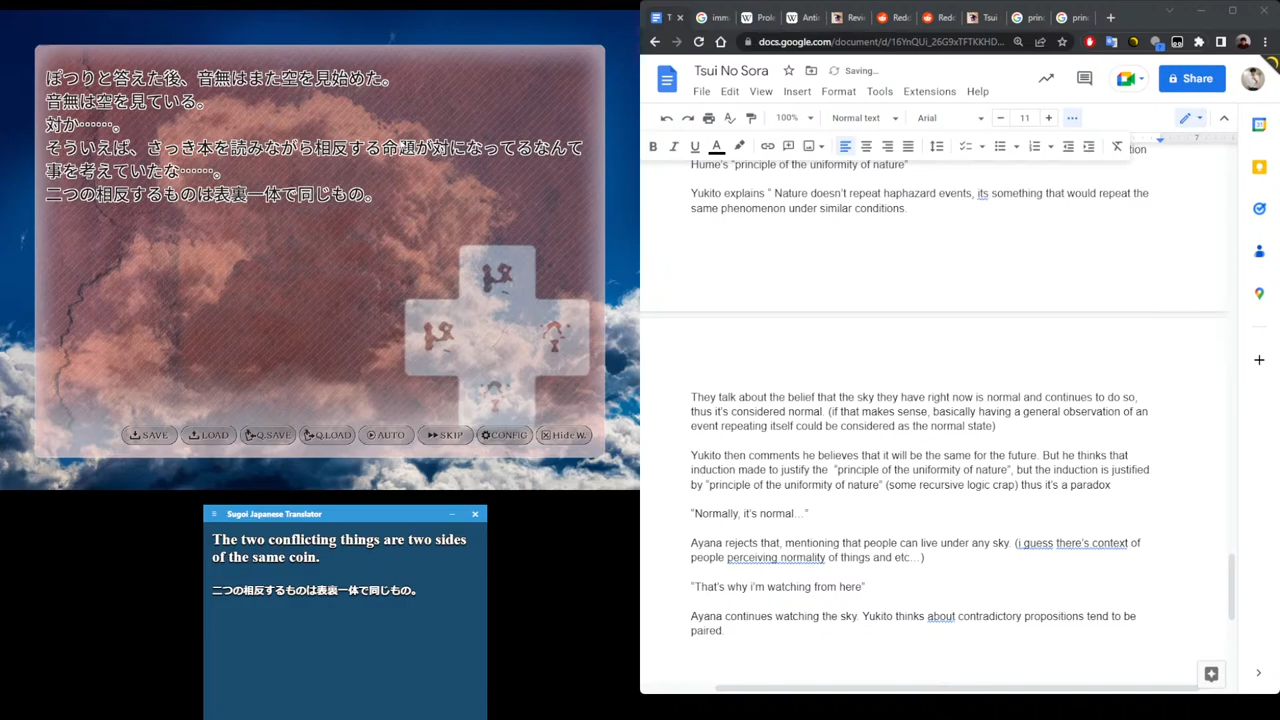 ぽつりと答えた後、音無はまた空を見始めた。
音無は空を見ている。
対か……。
そういえば、さっき本を読みながら相反する命題が対になってるなんて
事を考えていたな……。
二つの相反するものは表裏一体で同じもの。
SAVE
LOAD
Q.SAVE
Q.LOAD
AUTO
SKIP
CONFIG
Hide W.
Sugoi Japanese Translator
The two conflicting things are two sides
of the same coin.
二つの相反するものは表裏一体で同じもの。
T
imm
Prole
Anti
Revi
Redd
Redd
Tsui
princ
princ
docs.google.com/document/d/16YnQUi_26G9xTFTKKHD...
Tsui No Sora
Saving...
Share
File Edit View Insert Format Tools Extensions Help
100% Normal text Arial 11
7
tion
Hume's "principle of the uniformity of nature"
Yukito explains " Nature doesn't repeat haphazard events, its something that would repeat the
same phenomenon under similar conditions.
They talk about the belief that the sky they have right now is normal and continues to do so,
thus it's considered normal. (if that makes sense, basically having a general observation of an
event repeating itself could be considered as the normal state)
Yukito then comments he believes that it will be the same for the future. But he thinks that
induction made to justify the "principle of the uniformity of nature", but the induction is justified
by "principle of the uniformity of nature" (some recursive logic crap) thus it's a paradox
"Normally, it's normal..."
Ayana rejects that, mentioning that people can live under any sky. (i guess there's context of
people perceiving normality of things and etc...)
"That's why i'm watching from here"
Ayana continues watching the sky. Yukito thinks about contradictory propositions tend to be
paired.